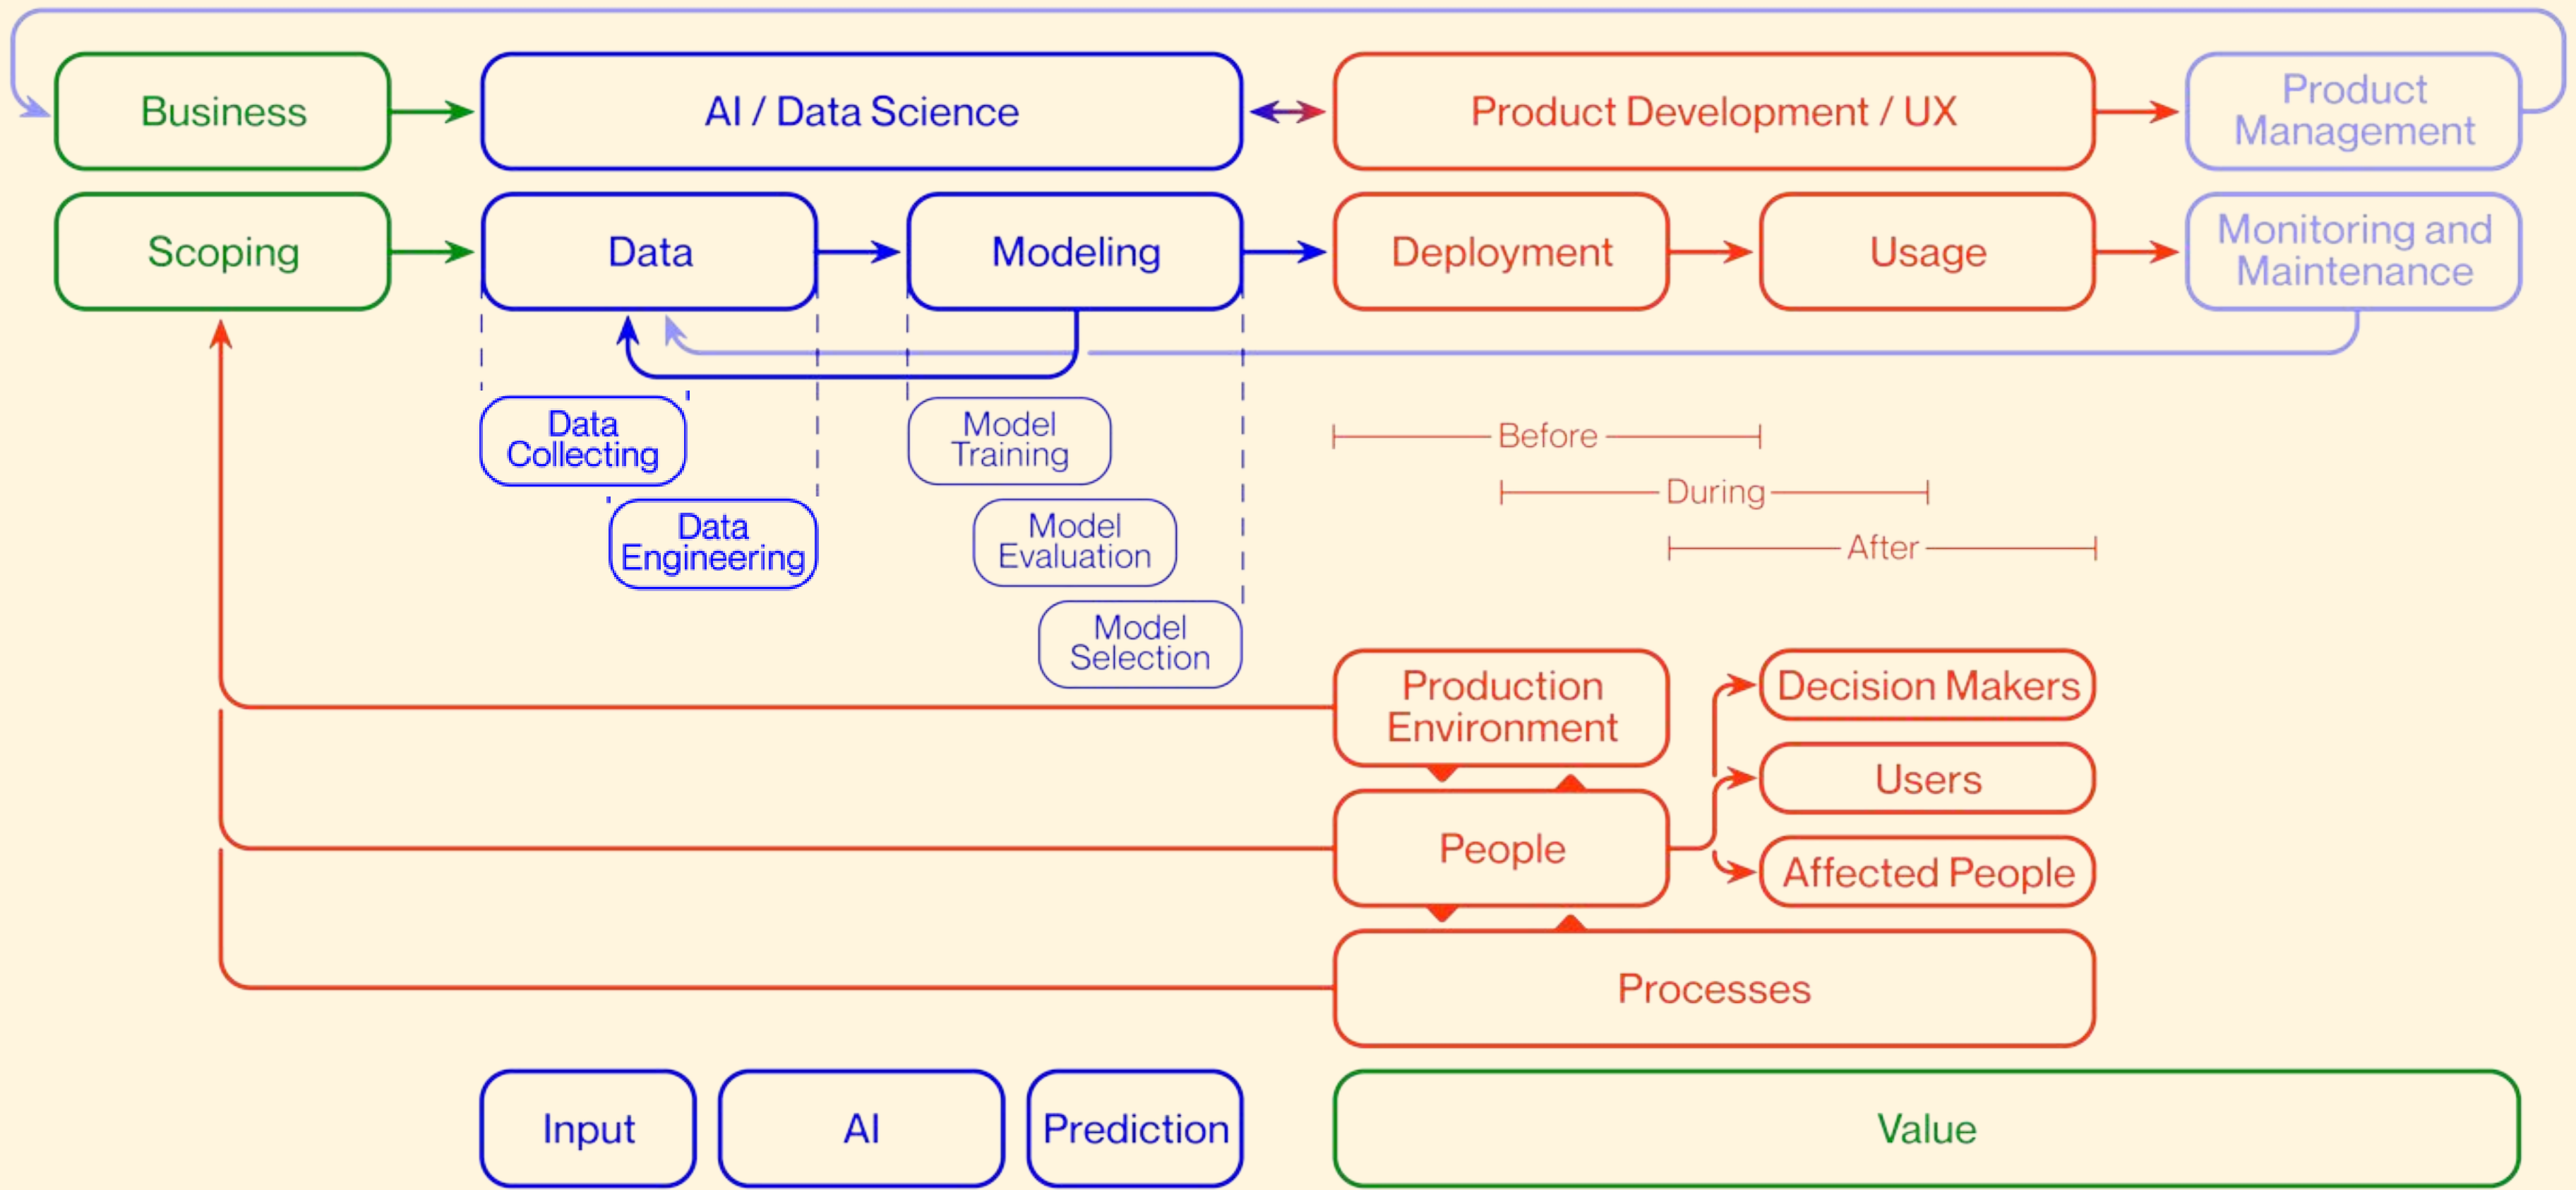 Business
AI / Data Science
Product Development / UX
Product
Management
Scoping
Data
Modeling
Deployment
Usage
Monitoring and
Maintenance
Data
Collecting
Data
Engineering
Model
Training
Model
Evaluation
Model
Selection
Before
During
After
Production
Environment
People
Processes
Decision Makers
Users
Affected People
Input
AI
Prediction
Value